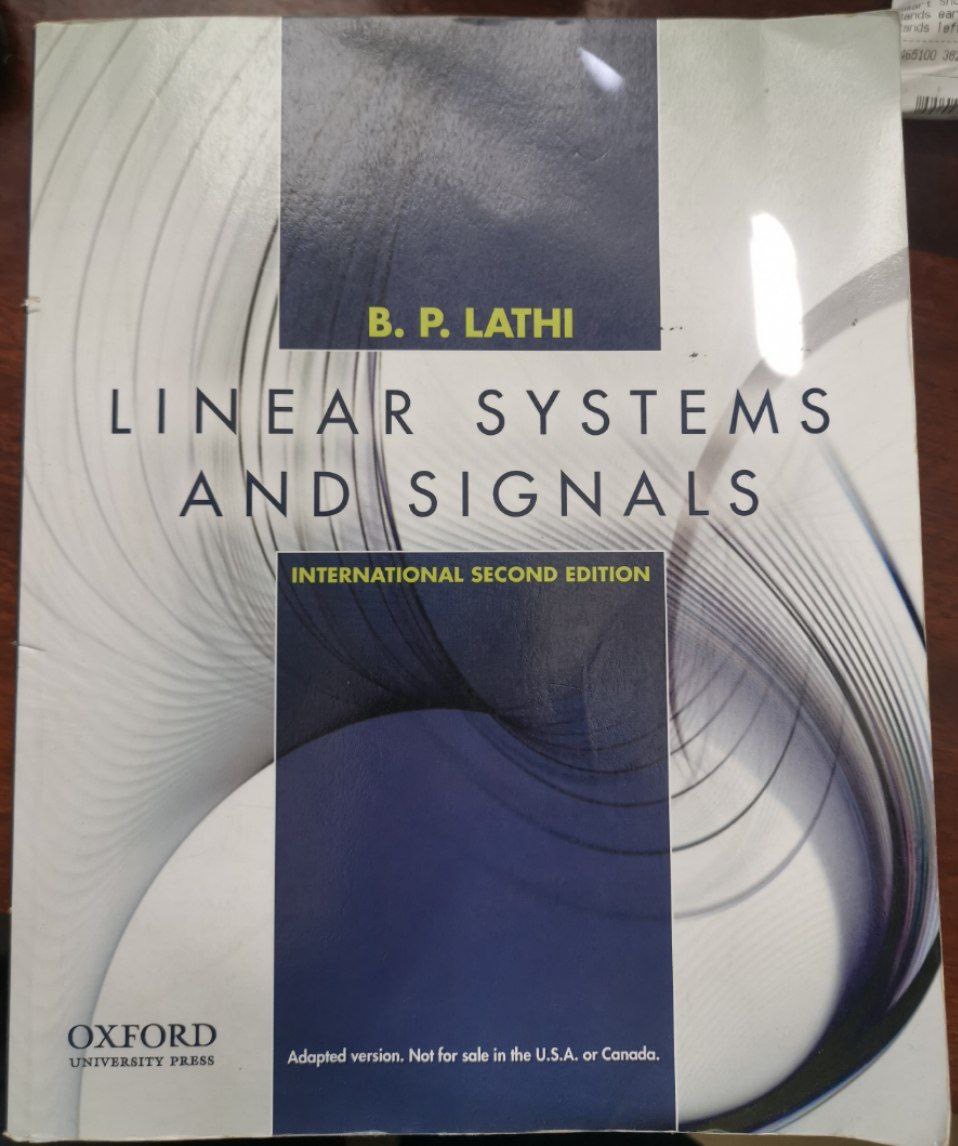 B. P. LATHI
LINEAR SYSTEMS
AND SIGNALS
INTERNATIONAL SECOND EDITION
OXFORD
UNIVERSITY PRESS
Adapted version. Not for sale in the U.S.A. or Canada.